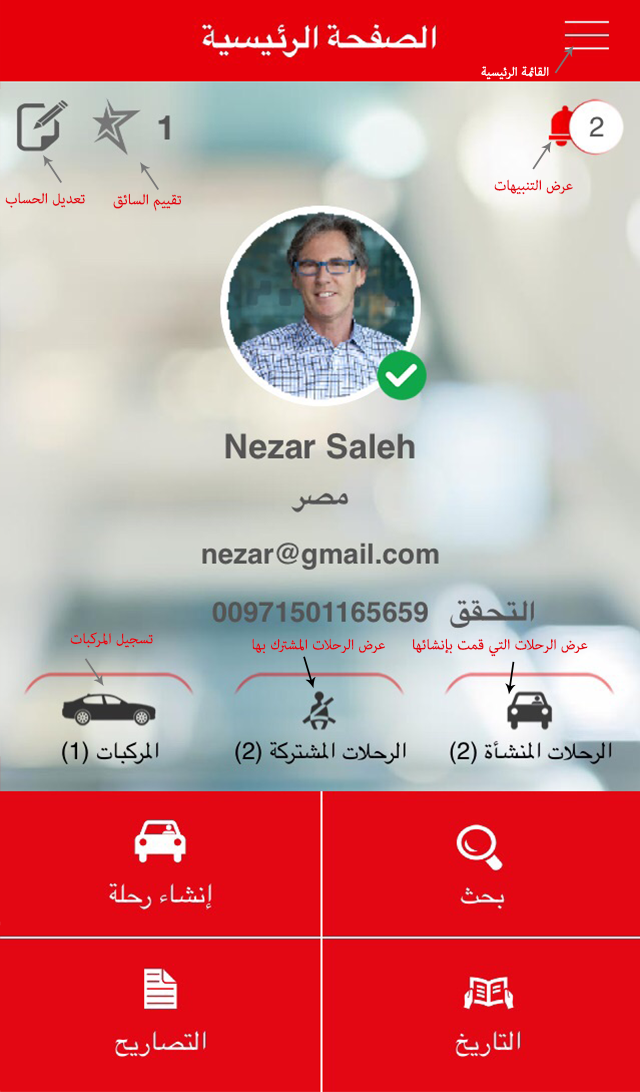 الصفحة الرئيسية
القائمة الرئيسية
2
1
عرض التنبيهات
تقييم السائق
تعديل الحساب
Nezar Saleh
مصر
nezar@gmail.com
التحقق 00971501165659
عرض الرحلات التي قمت بإنشائها
عرض الرحلات المشترك بها
تسجيل المركبات
الرحلات المنشأة (2)
الرحلات المشتركة (2)
المركبات (1)
بحث
إنشاء رحلة
التاريخ
التصاريح